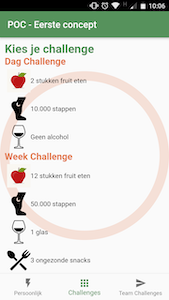 10:06
POC - Eerste concept
Kies je challenge
Dag Challenge
2 stukken fruit eten
10.000 stappen
Geen alcohol
Week Challenge
12 stukken fruit eten
50.000 stappen
1 glas
3 ongezonde snacks
Persoonlijk
Challenges
Team Challenges